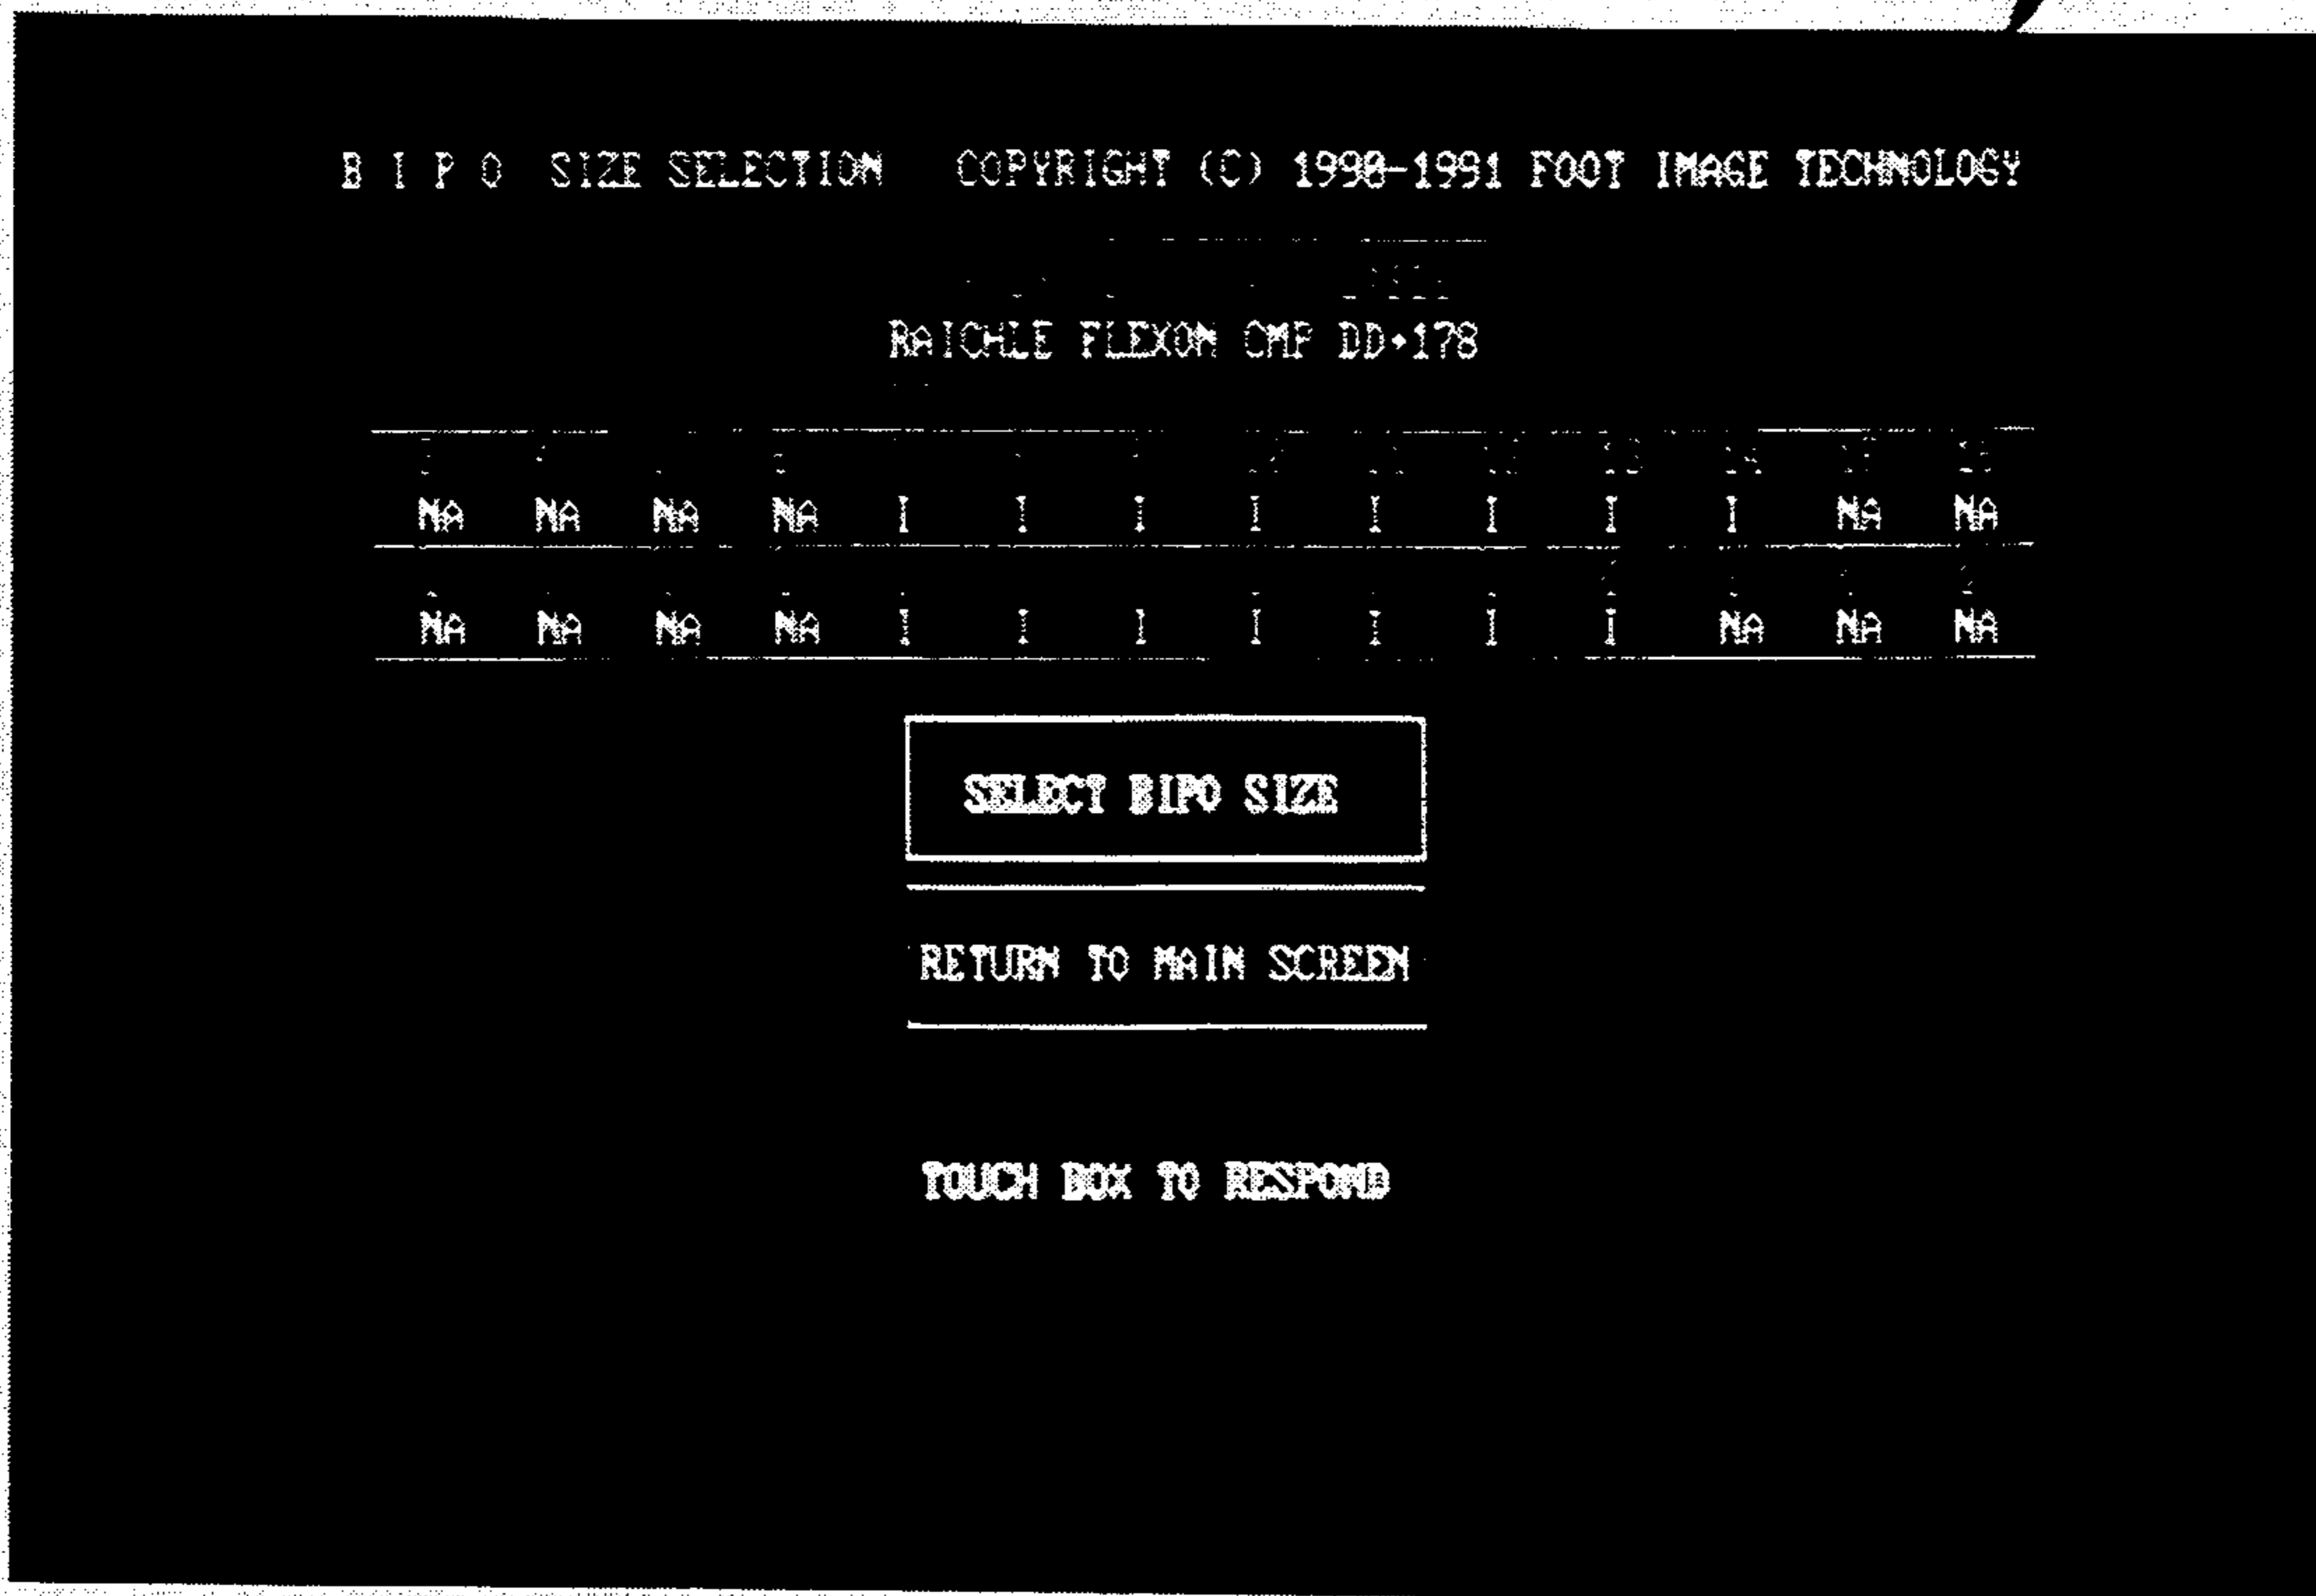 B I P O SIZE SELECTION COPYRIGHT (C) 1990-1991 FOOT IMAGE TECHNOLOGY
RAICHLE FLEXON CMP DD•178
NA NA NA NA I I I I I I I I NA NA
NA NA NA NA I I I I I I I NA NA NA
SELECT BIPO SIZE
RETURN TO MAIN SCREEN
TOUCH BOX TO RESPOND